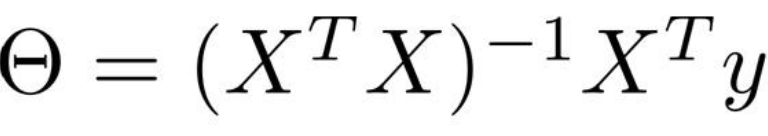 Θ = (X^T X)^{-1} X^T y